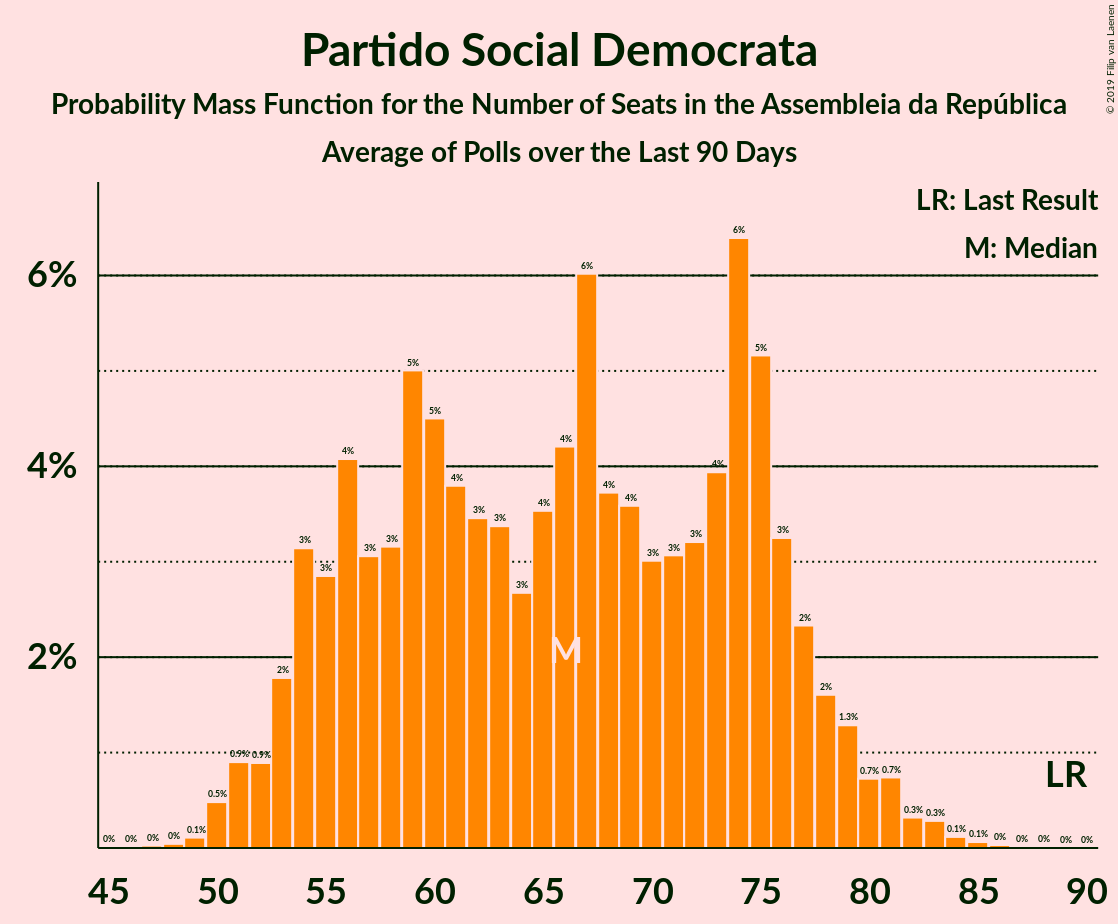 Partido Social Democrata
Probability Mass Function for the Number of Seats in the Assembleia da República
Average of Polls over the Last 90 Days
© 2019 Filip van Laenen
LR: Last Result
M: Median
6%
4%
2%
0% 0% 0% 0% 0.1% 0.5% 0.9% 0.9% 2% 3% 3% 4% 3% 3% 5% 5% 4% 3% 3% 3% 4% 4% 6% 4% 4% 3% 3% 3% 4% 6% 5% 3% 2% 2% 1.3% 0.7% 0.7% 0.3% 0.3% 0.1% 0.1% 0% 0% 0% 0% 0%
M
LR
45 50 55 60 65 70 75 80 85 90